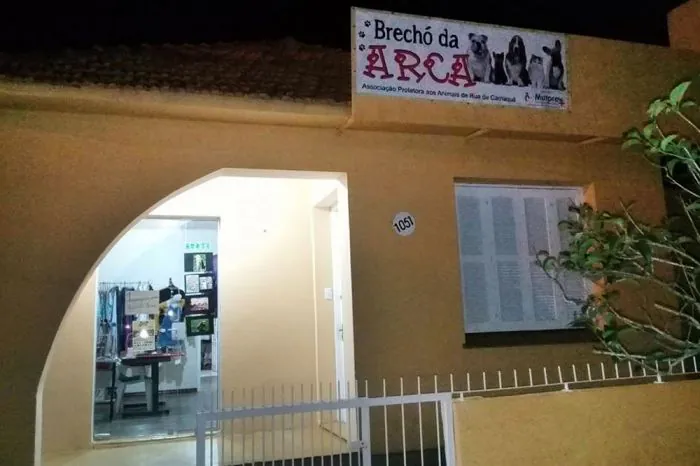 Brechó da
ARCA
Associação Protetora aos Animais de Rua de Camaquã
1051